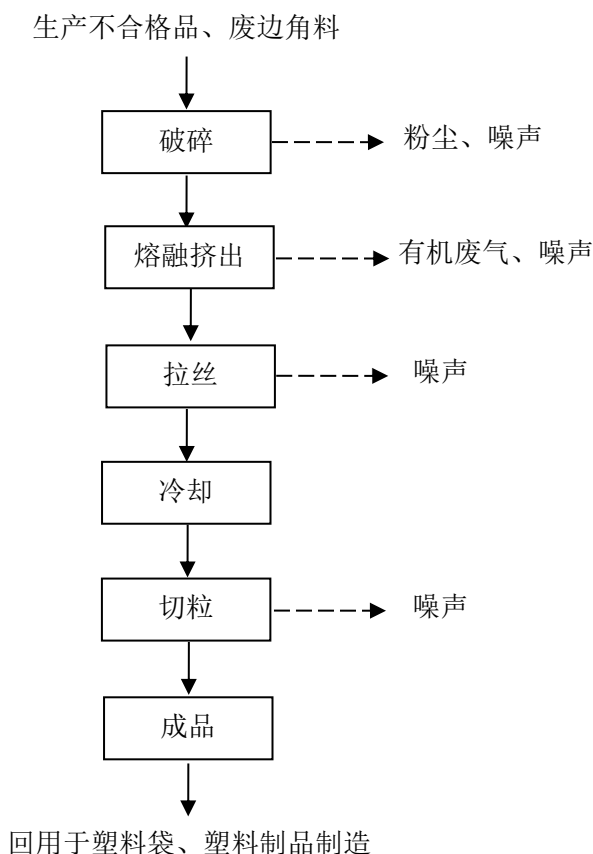 生产不合格品、废边角料
破碎
粉尘、噪声
熔融挤出
有机废气、噪声
拉丝
噪声
冷却
切粒
噪声
成品
回用于塑料袋、塑料制品制造